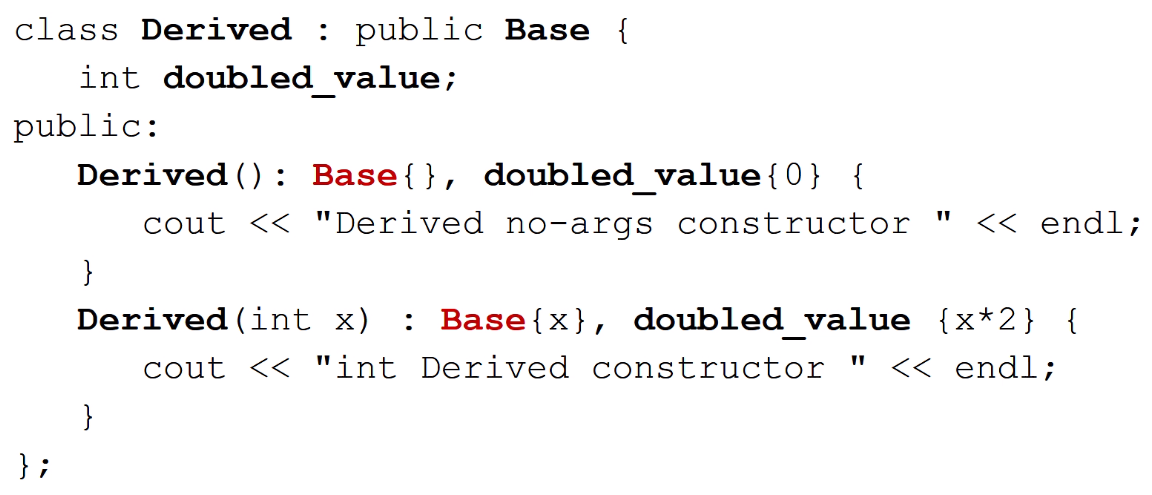 class Derived : public Base {
   int doubled_value;
public:
   Derived(): Base{}, doubled_value{0} {
      cout << "Derived no-args constructor " << endl;
   }
   Derived(int x) : Base{x}, doubled_value {x*2} {
      cout << "int Derived constructor " << endl;
   }
};